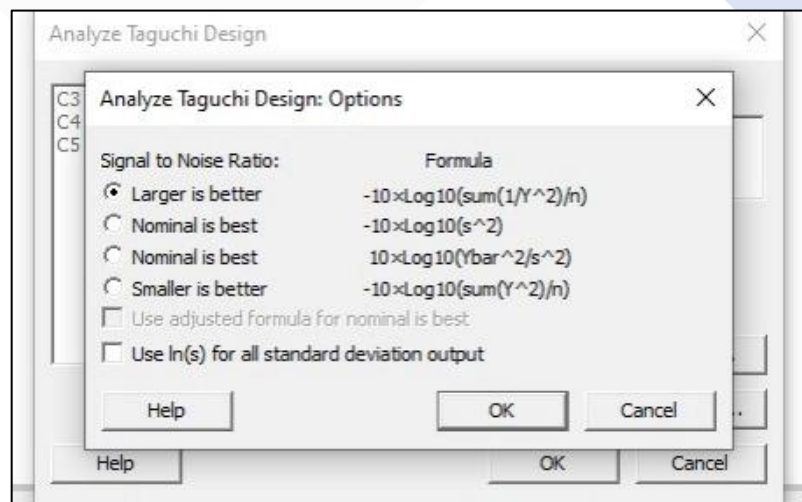 Analyze Taguchi Design
C3
C4
C5
Analyze Taguchi Design: Options
Signal to Noise Ratio: Formula
Larger is better -10×Log10(sum(1/Y^2)/n)
Nominal is best -10×Log10(s^2)
Nominal is best 10×Log10(Ybar^2/s^2)
Smaller is better -10×Log10(sum(Y^2)/n)
Use adjusted formula for nominal is best
Use ln(s) for all standard deviation output
Help OK Cancel
Help OK Cancel